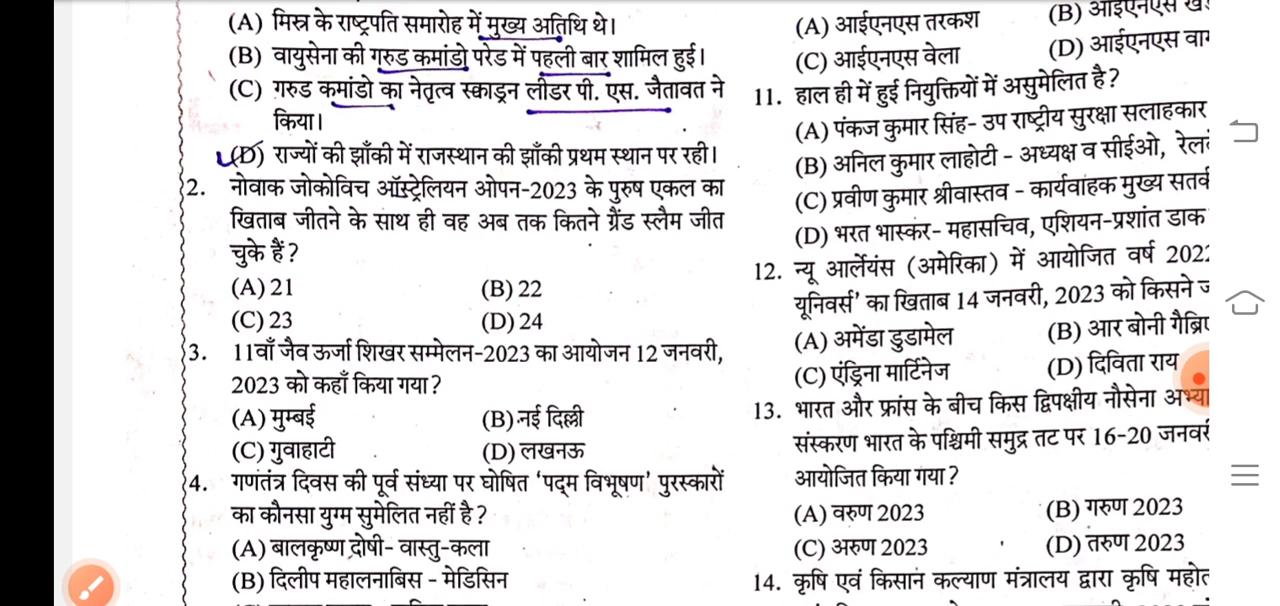 (A) मिस्र के राष्ट्रपति समारोह में मुख्य अतिथि थे।
(B) वायुसेना की गरुड कमांडो परेड में पहली बार शामिल हुई।
(C) गरुड कमांडो का नेतृत्व स्क्वाड्रन लीडर पी. एस. जैतावत ने
किया।
(D) राज्यों की झाँकी में राजस्थान की झाँकी प्रथम स्थान पर रही।
2. नोवाक जोकोविच ऑस्ट्रेलियन ओपन-2023 के पुरुष एकल का
खिताब जीतने के साथ ही वह अब तक कितने ग्रैंड स्लैम जीत
चुके हैं?
(A) 21 (B) 22
(C) 23 (D) 24
3. 11वाँ जैव ऊर्जा शिखर सम्मेलन-2023 का आयोजन 12 जनवरी,
2023 को कहाँ किया गया?
(A) मुम्बई (B) नई दिल्ली
(C) गुवाहाटी (D) लखनऊ
4. गणतंत्र दिवस की पूर्व संध्या पर घोषित 'पद्म विभूषण' पुरस्कारों
का कौनसा युग्म सुमेलित नहीं है?
(A) बालकृष्ण दोषी- वास्तु-कला
(B) दिलीप महालनाबिस - मेडिसिन
(A) आईएनएस तरकश (B) आईएनएस
(C) आईएनएस वेला (D) आईएनएस
11. हाल ही में हुई नियुक्तियों में असुमेलित है?
(A) पंकज कुमार सिंह- उप राष्ट्रीय सुरक्षा सलाहकार
(B) अनिल कुमार लाहोटी - अध्यक्ष व सीईओ,
(C) प्रवीण कुमार श्रीवास्तव - कार्यवाहक मुख्य
(D) भरत भास्कर- महासचिव, एशियन-प्रशांत डाक
12. न्यू आर्लेयंस (अमेरिका) में आयोजित वर्ष
यूनिवर्स' का खिताब 14 जनवरी, 2023 को किसने
(A) अमेंडा डुडामेल (B) आर बोनी
(C) एंड्रिना मार्टिनेज (D) दिविता राय
13. भारत और फ्रांस के बीच किस द्विपक्षीय नौसेना
संस्करण भारत के पश्चिमी समुद्र तट पर 16-20
आयोजित किया गया?
(A) वरुण 2023 (B) गरुण 2023
(C) अरुण 2023 (D) तरुण 2023
14. कृषि एवं किसान कल्याण मंत्रालय द्वारा कृषि